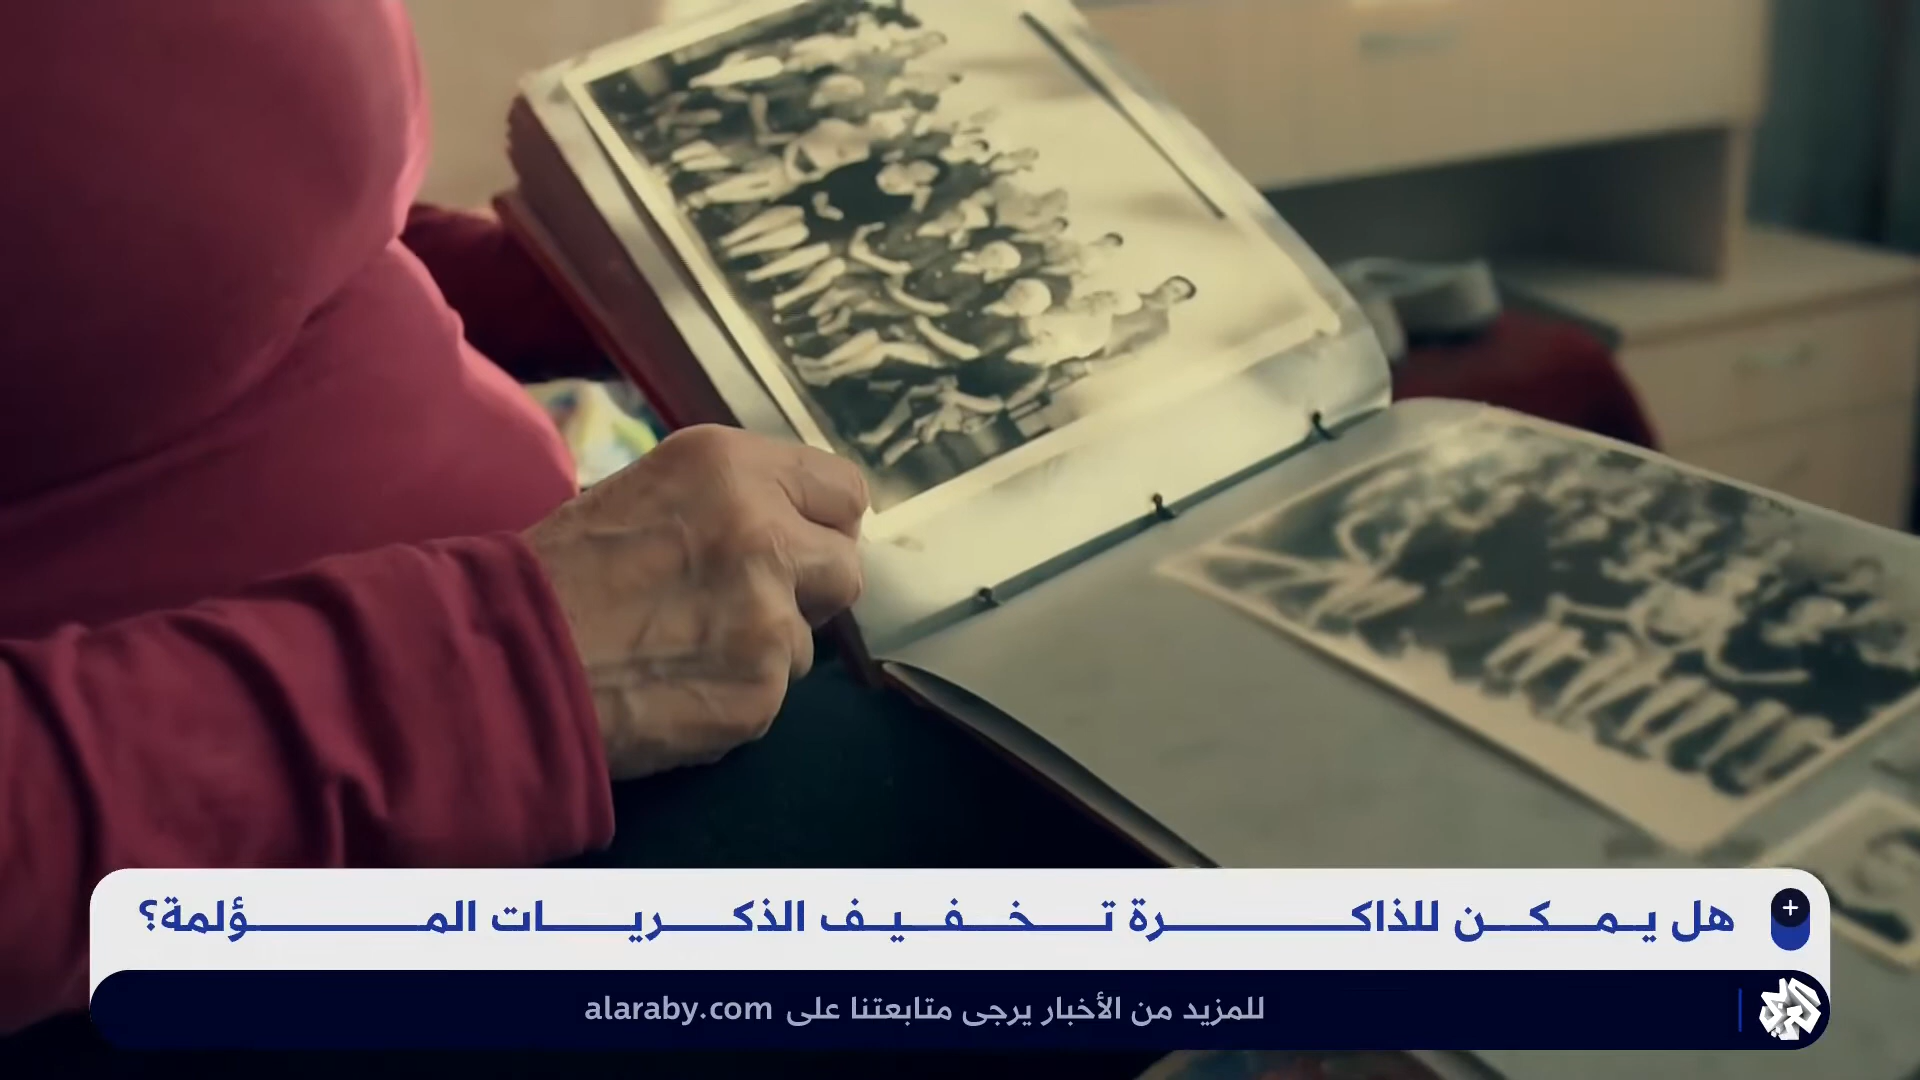 هل يمكن للذاكرة تخفيف الذكريات المؤلمة؟
للمزيد من الأخبار يرجى متابعتنا على alaraby.com